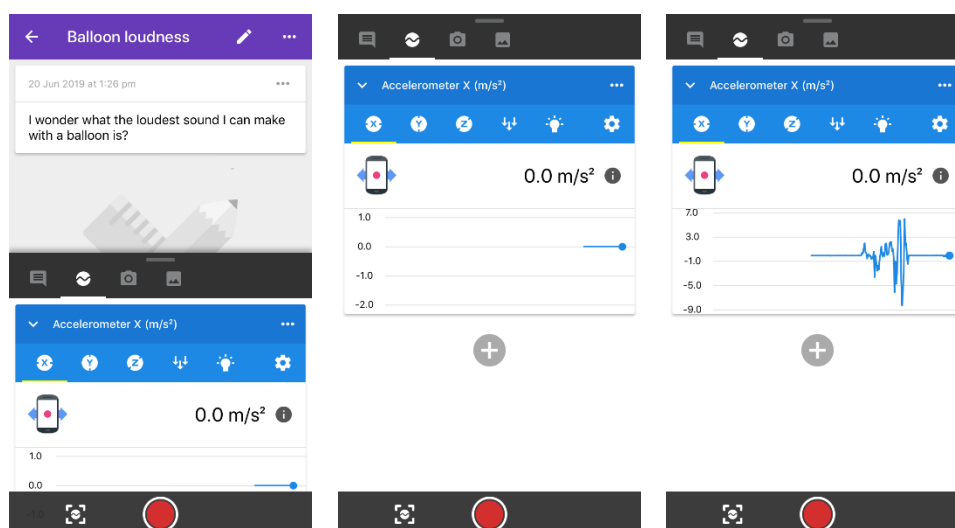 Balloon loudness
20 Jun 2019 at 1:26 pm
I wonder what the loudest sound I can make
with a balloon is?
Accelerometer X (m/s²)
X Y Z
0.0 m/s²
1.0
0.0
-1.0
Accelerometer X (m/s²)
X Y Z
0.0 m/s²
1.0
0.0
-1.0
-2.0
Accelerometer X (m/s²)
X Y Z
0.0 m/s²
7.0
3.0
-1.0
-5.0
-9.0